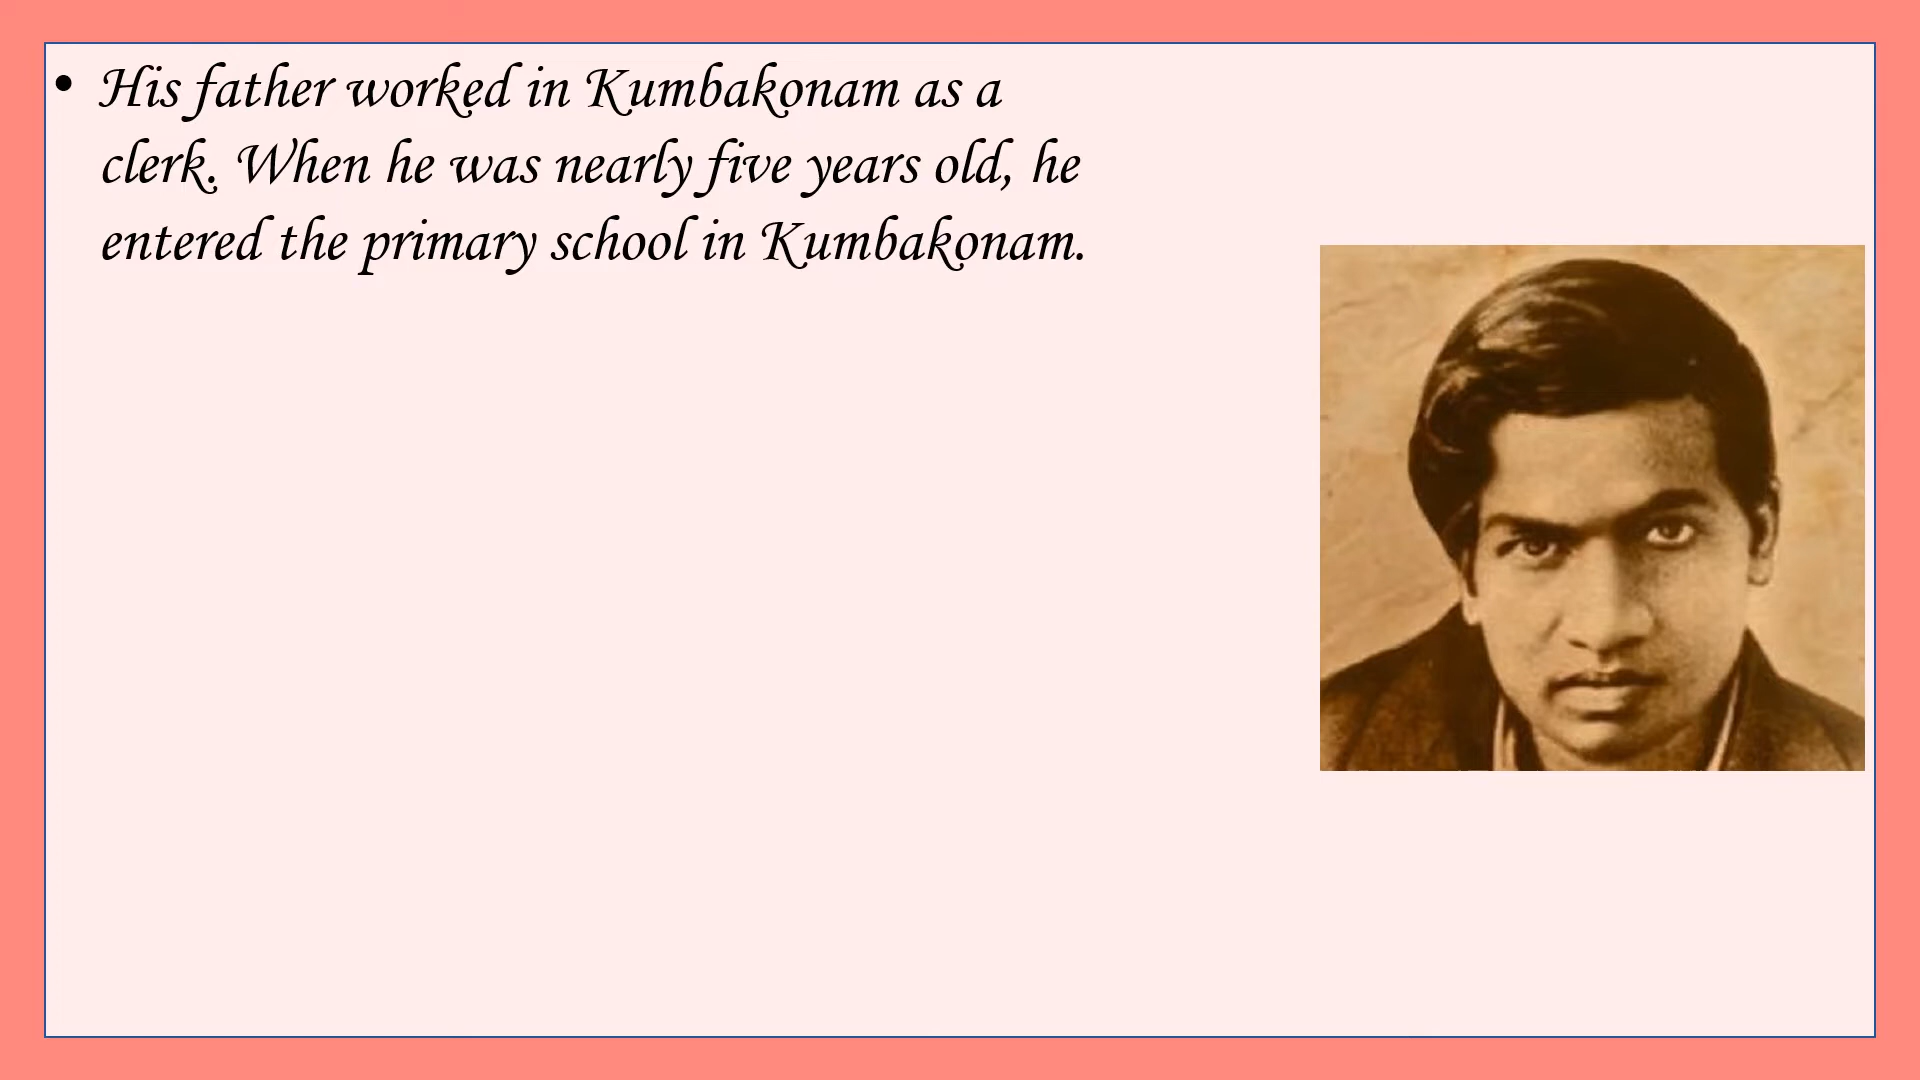 • His father worked in Kumbakonam as a
clerk. When he was nearly five years old, he
entered the primary school in Kumbakonam.